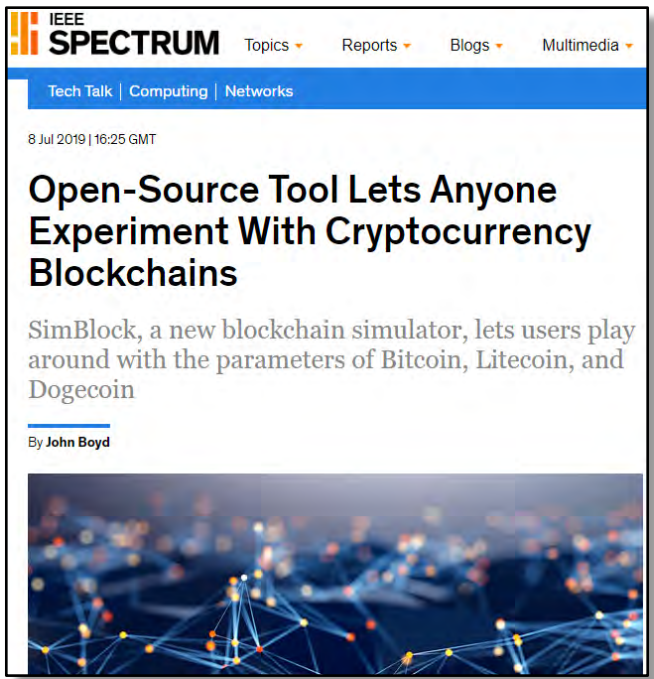 IEEE
SPECTRUM
Topics Reports Blogs Multimedia
Tech Talk | Computing | Networks
8 Jul 2019 | 16:25 GMT
Open-Source Tool Lets Anyone
Experiment With Cryptocurrency
Blockchains
SimBlock, a new blockchain simulator, lets users play
around with the parameters of Bitcoin, Litecoin, and
Dogecoin
By John Boyd